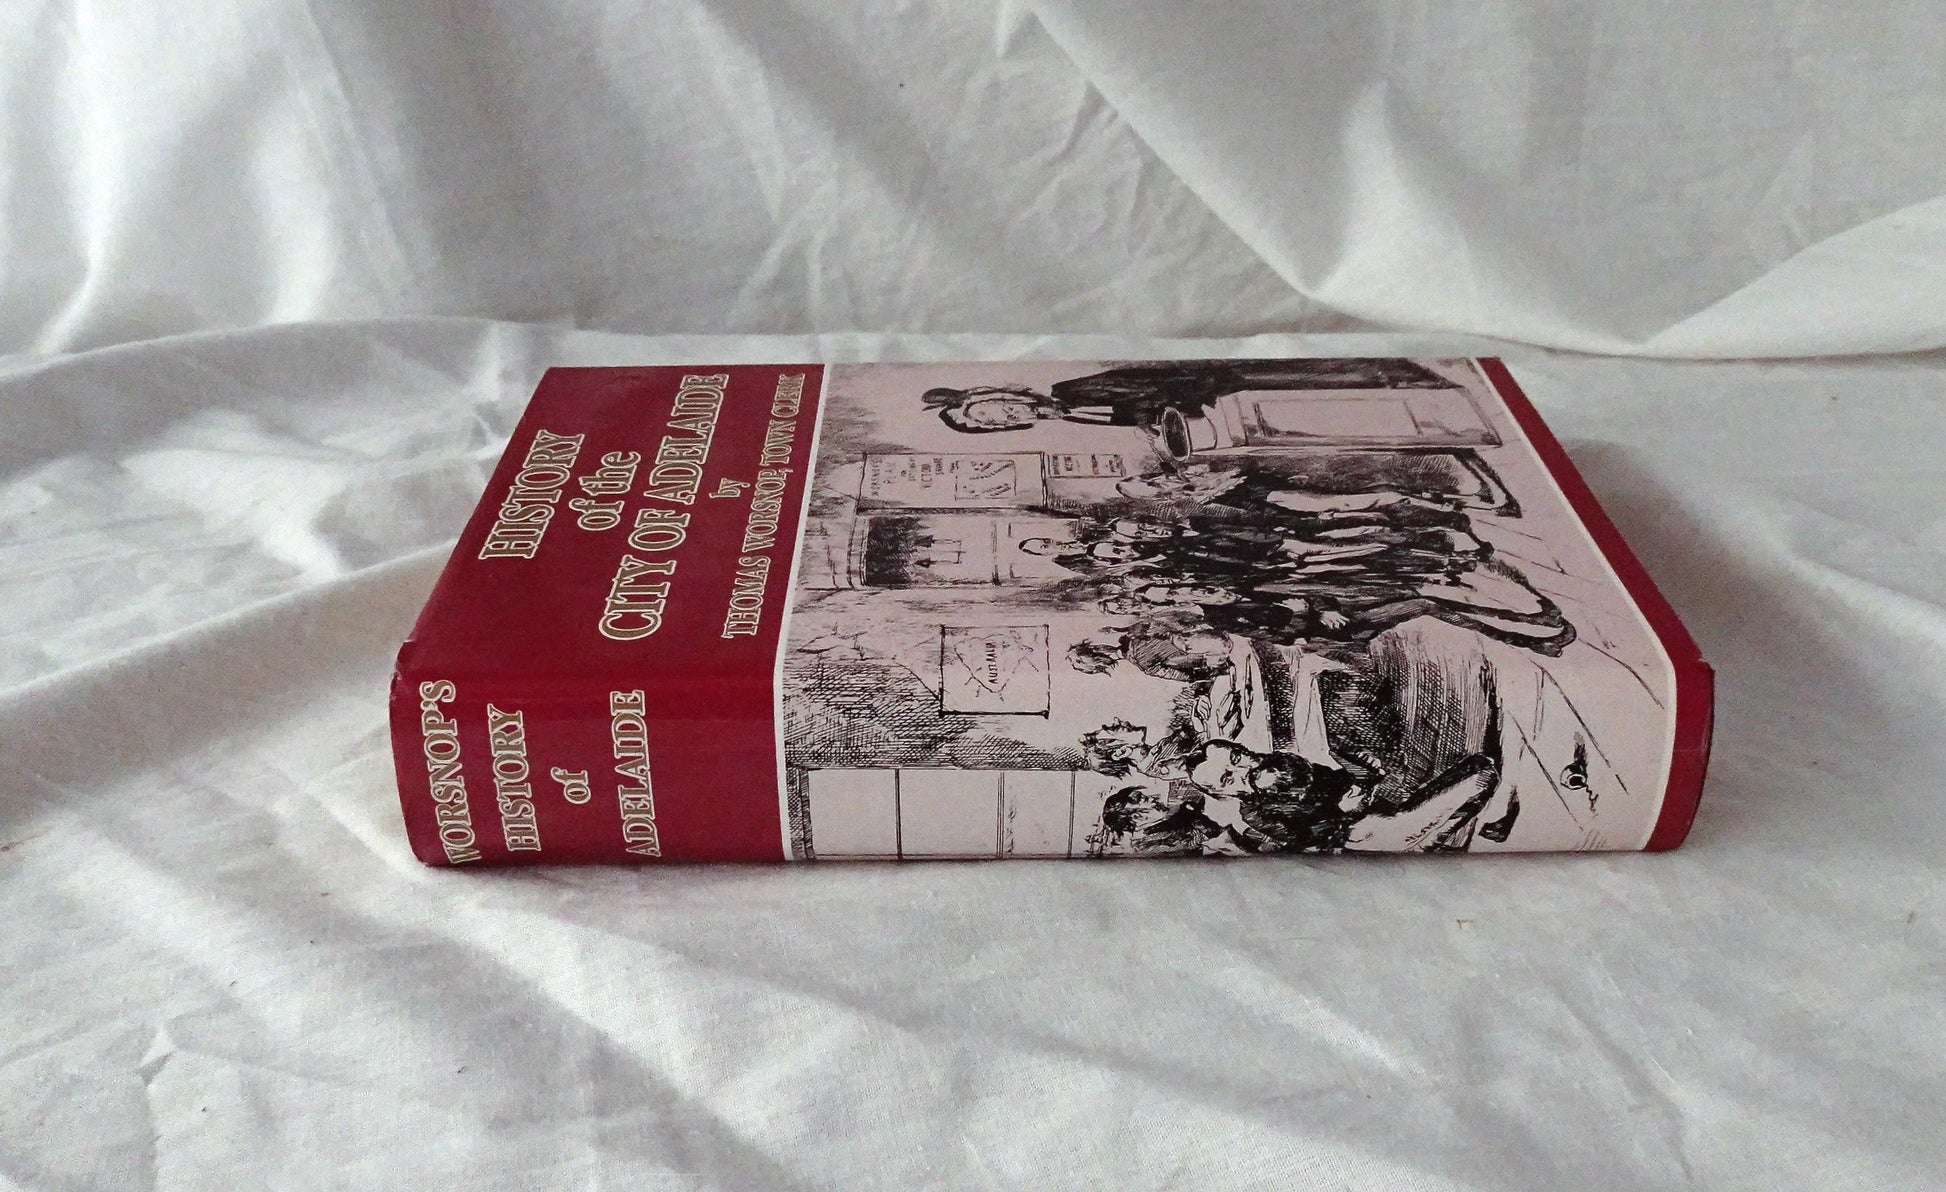 HISTORY
of the
CITY OF ADELAIDE
by
THOMAS WORSNOP, TOWN CLERK
WORSNOP'S
HISTORY
of
ADELAIDE